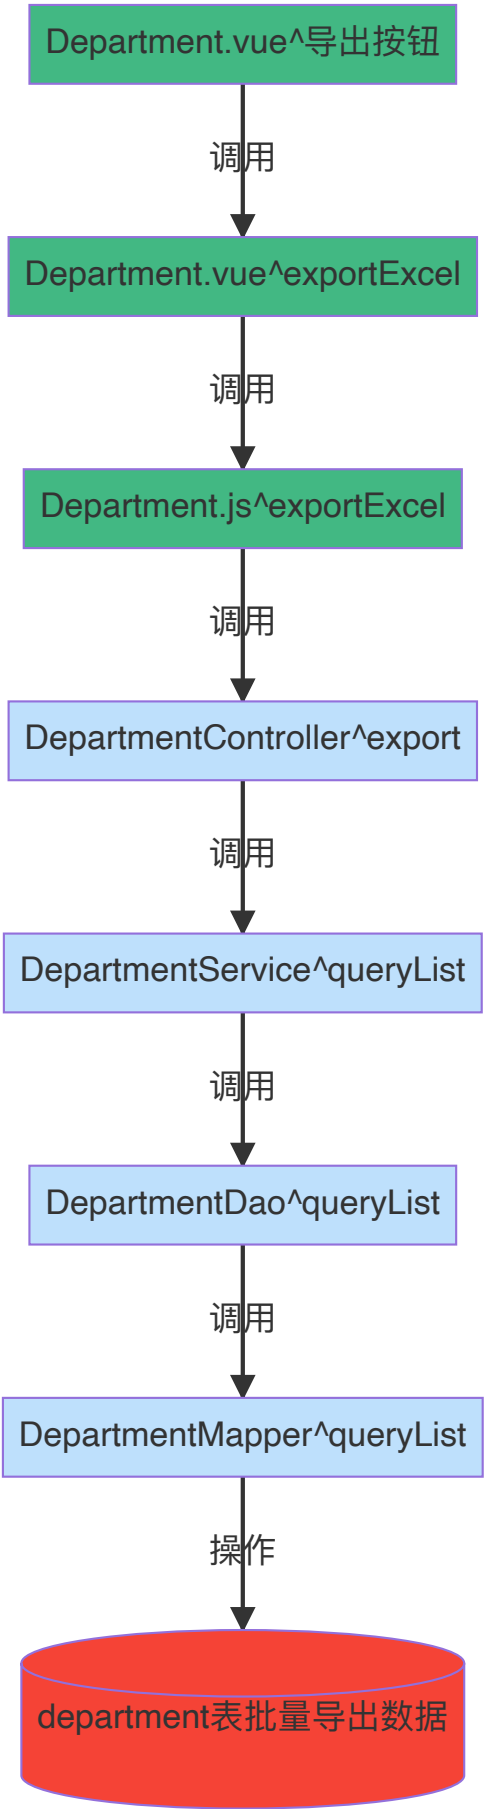 Department.vue^导出按钮
调用
Department.vue^exportExcel
调用
Department.js^exportExcel
调用
DepartmentController^export
调用
DepartmentService^queryList
调用
DepartmentDao^queryList
调用
DepartmentMapper^queryList
操作
department表批量导出数据